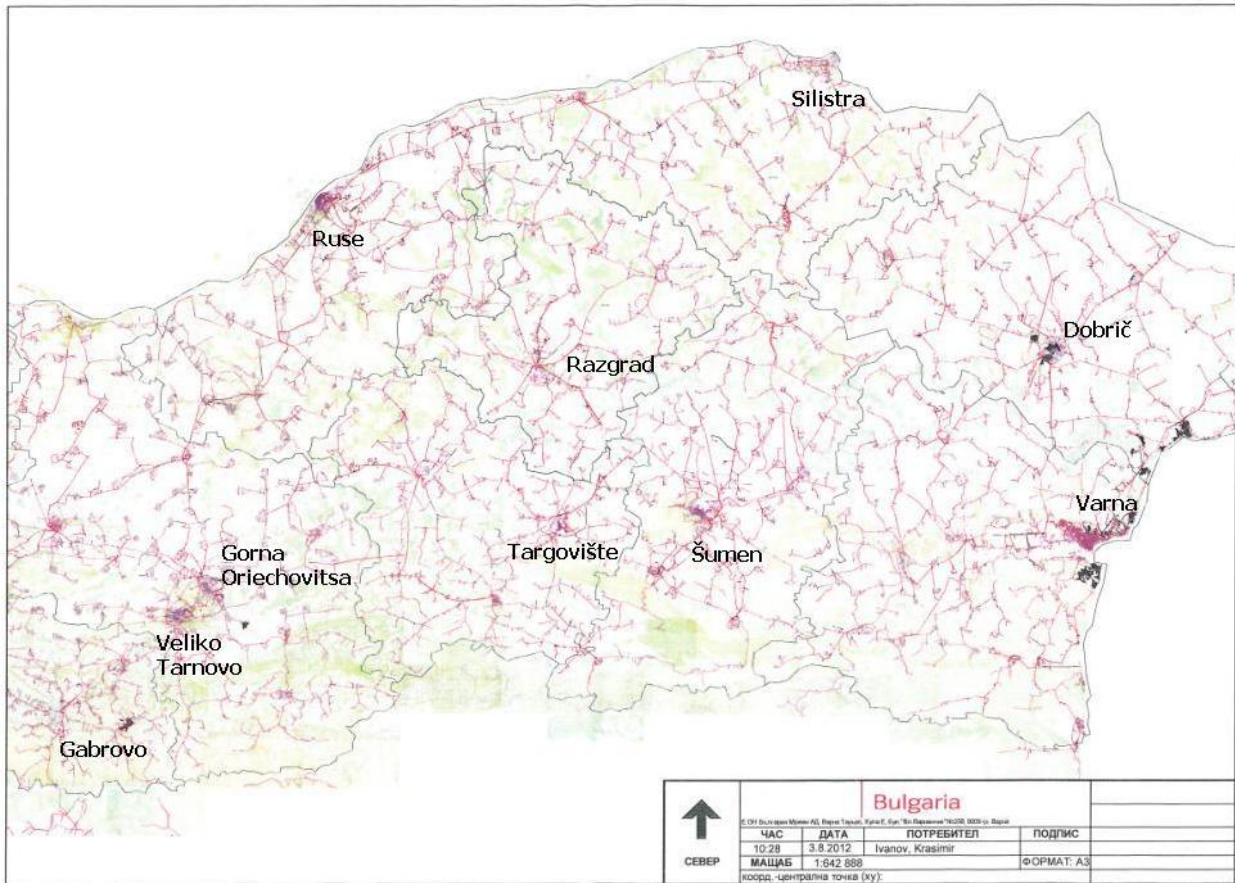 Silistra
Ruse
Dobrič
Razgrad
Varna
Gorna
Oriechovitsa
Targovište
Šumen
Veliko
Tarnovo
Gabrovo
Bulgaria
ЧАС ДАТА ПОТРЕБИТЕЛ ПОДПИС
10:28 3.8.2012 Ivanov, Krasimir
СЕВЕР
МАЩАБ 1:642 888 ФОРМАТ: А3
коорд.-централна точка (xy):